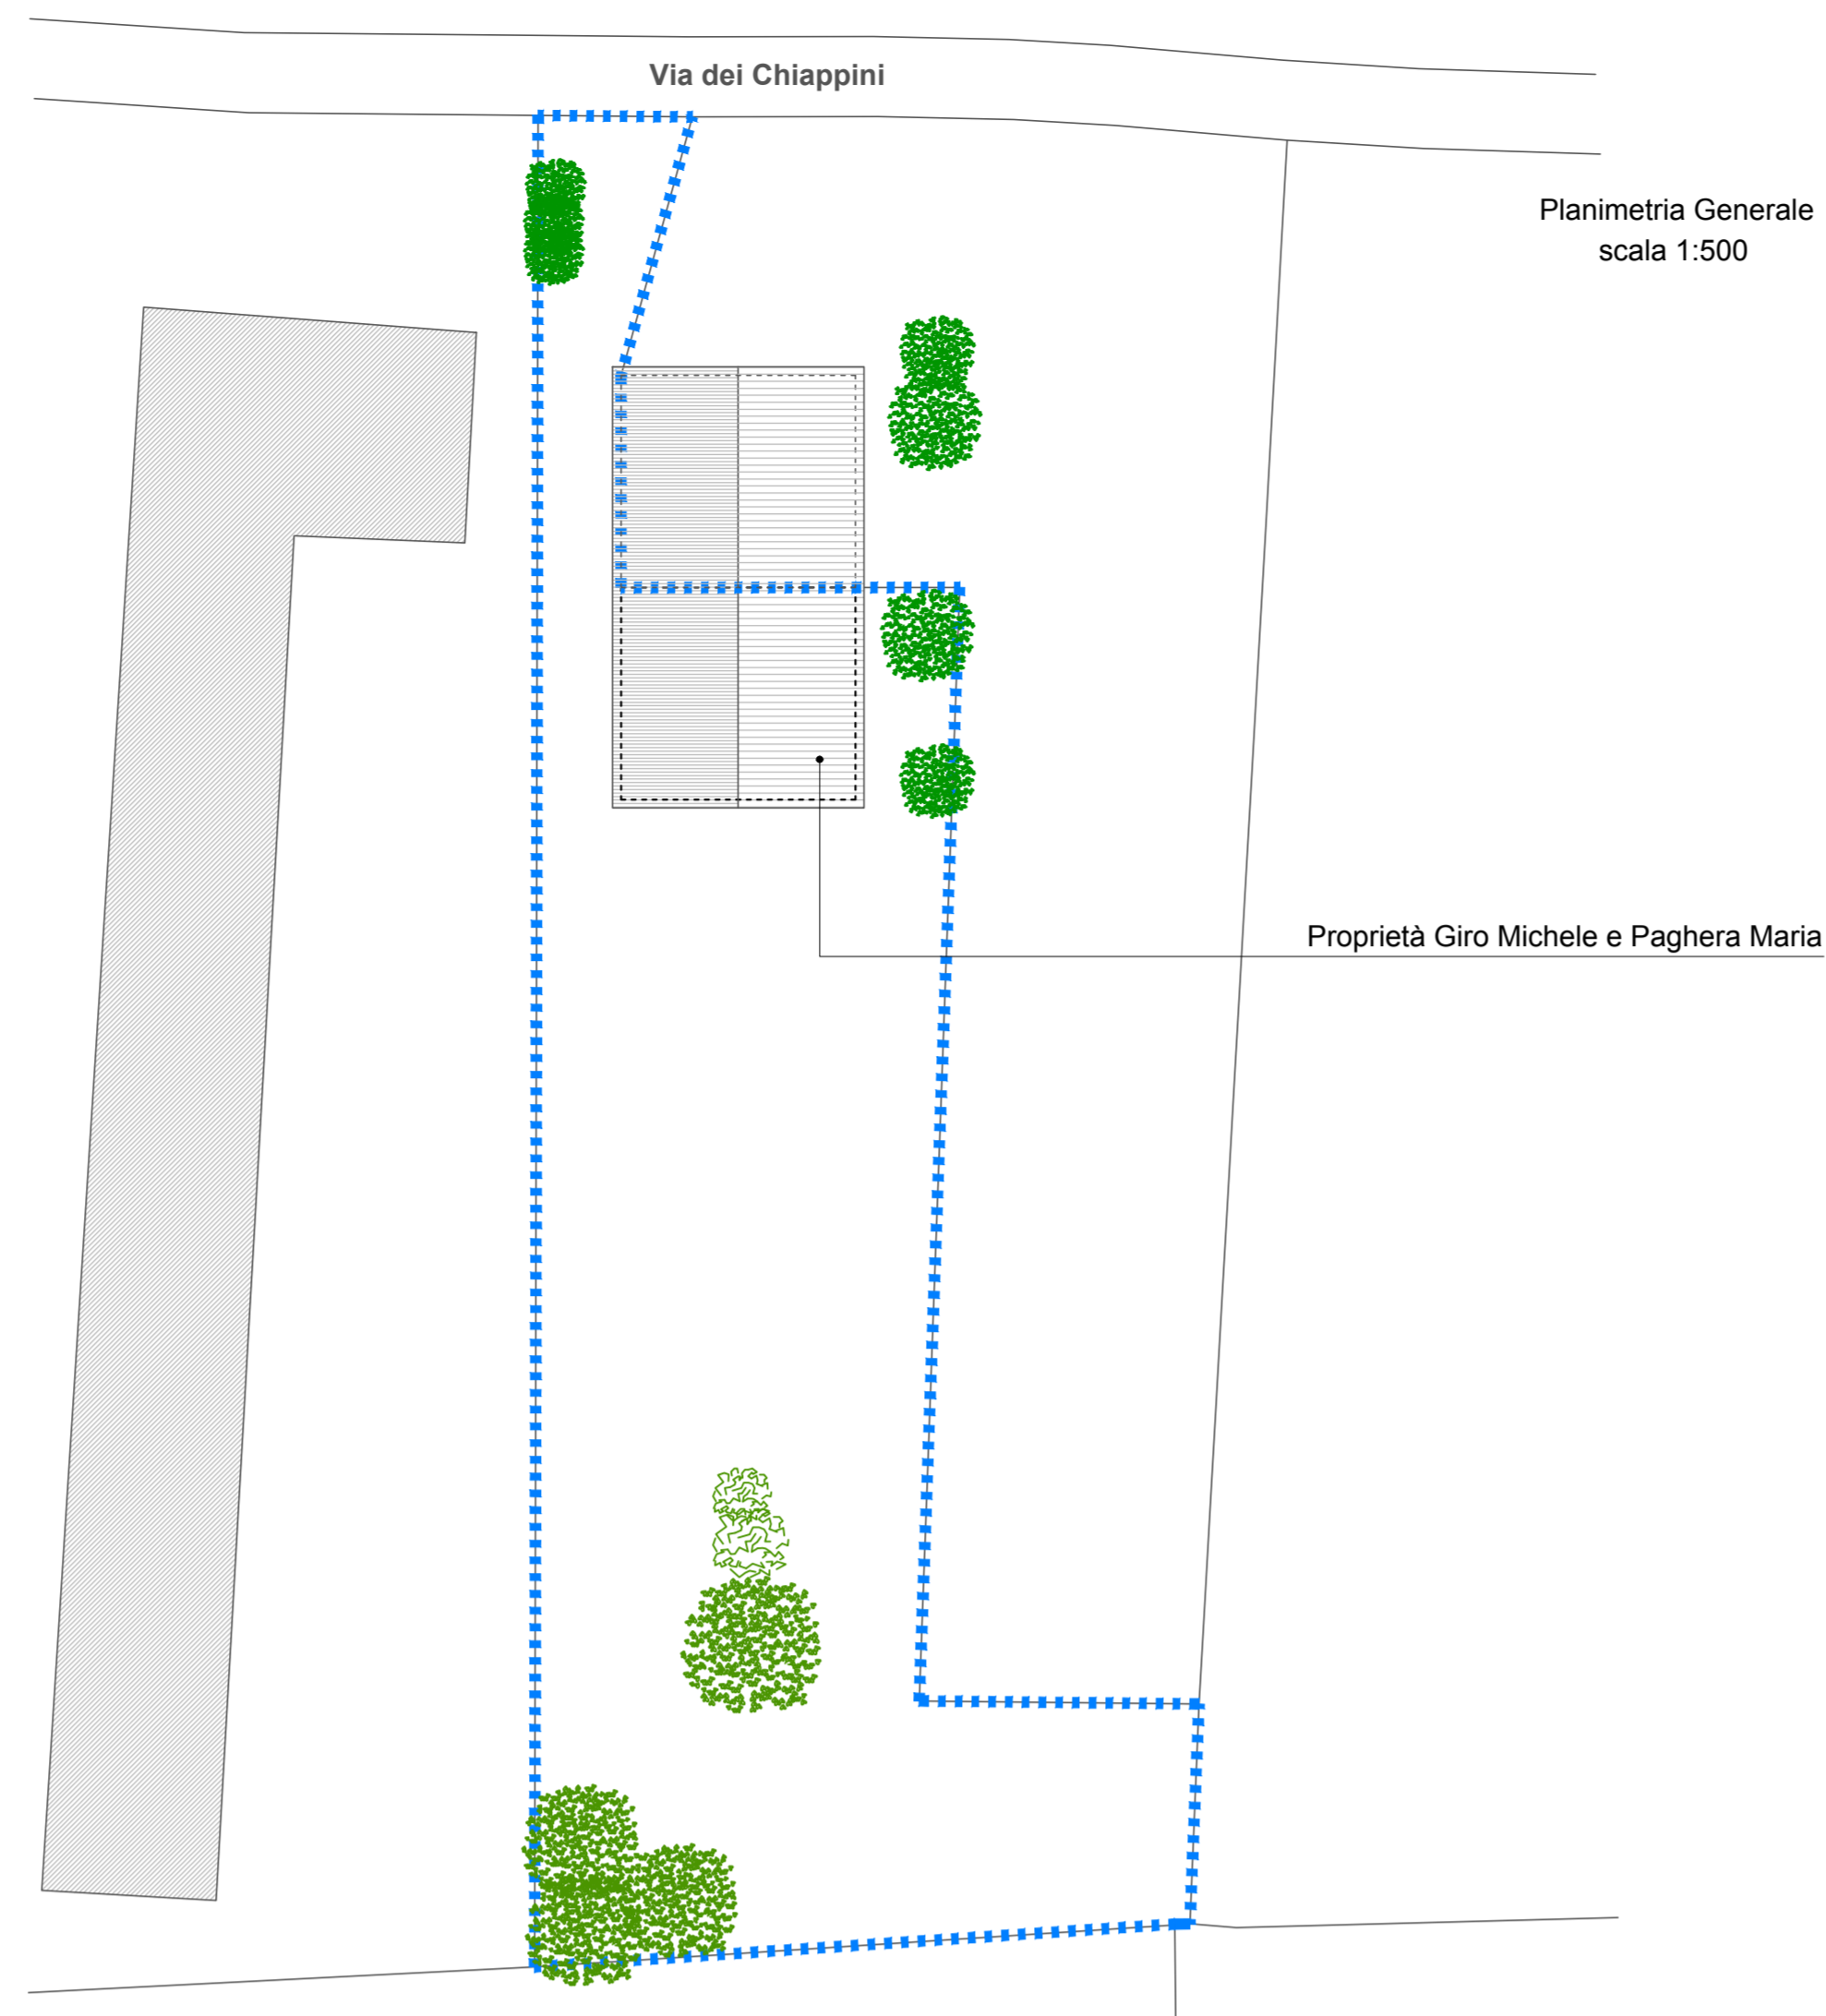 Via dei Chiappini
Planimetria Generale
scala 1:500
Proprietà Giro Michele e Paghera Maria